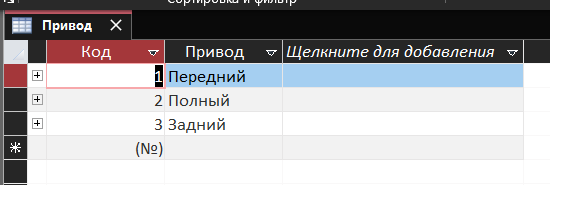 Сортировка и фильтр
Привод
Код Привод Щелкните для добавления
1 Передний
2 Полный
3 Задний
(№)